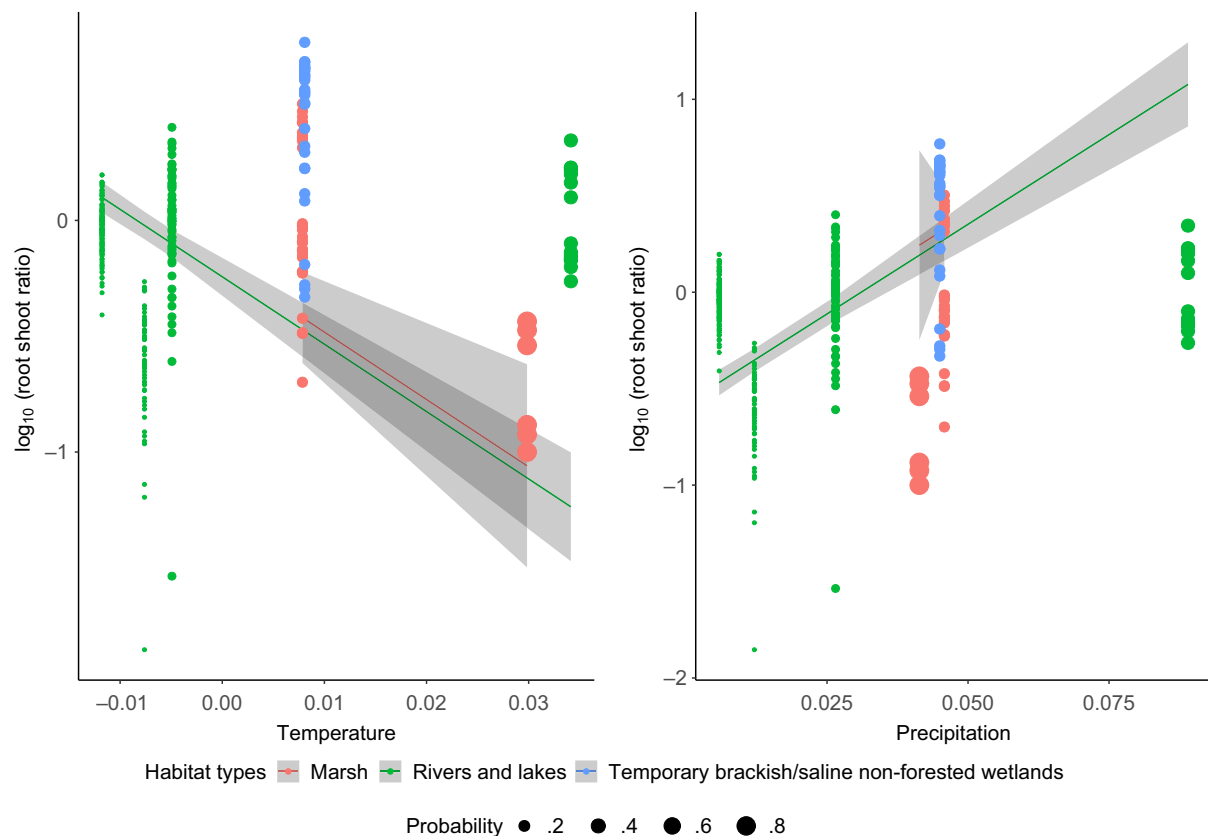 log10 (root shoot ratio)
0
–1
–0.01 0.00 0.01 0.02 0.03
Temperature
log10 (root shoot ratio)
1
0
–1
–2
0.025 0.050 0.075
Precipitation
Habitat types Marsh Rivers and lakes Temporary brackish/saline non-forested wetlands
Probability .2 .4 .6 .8